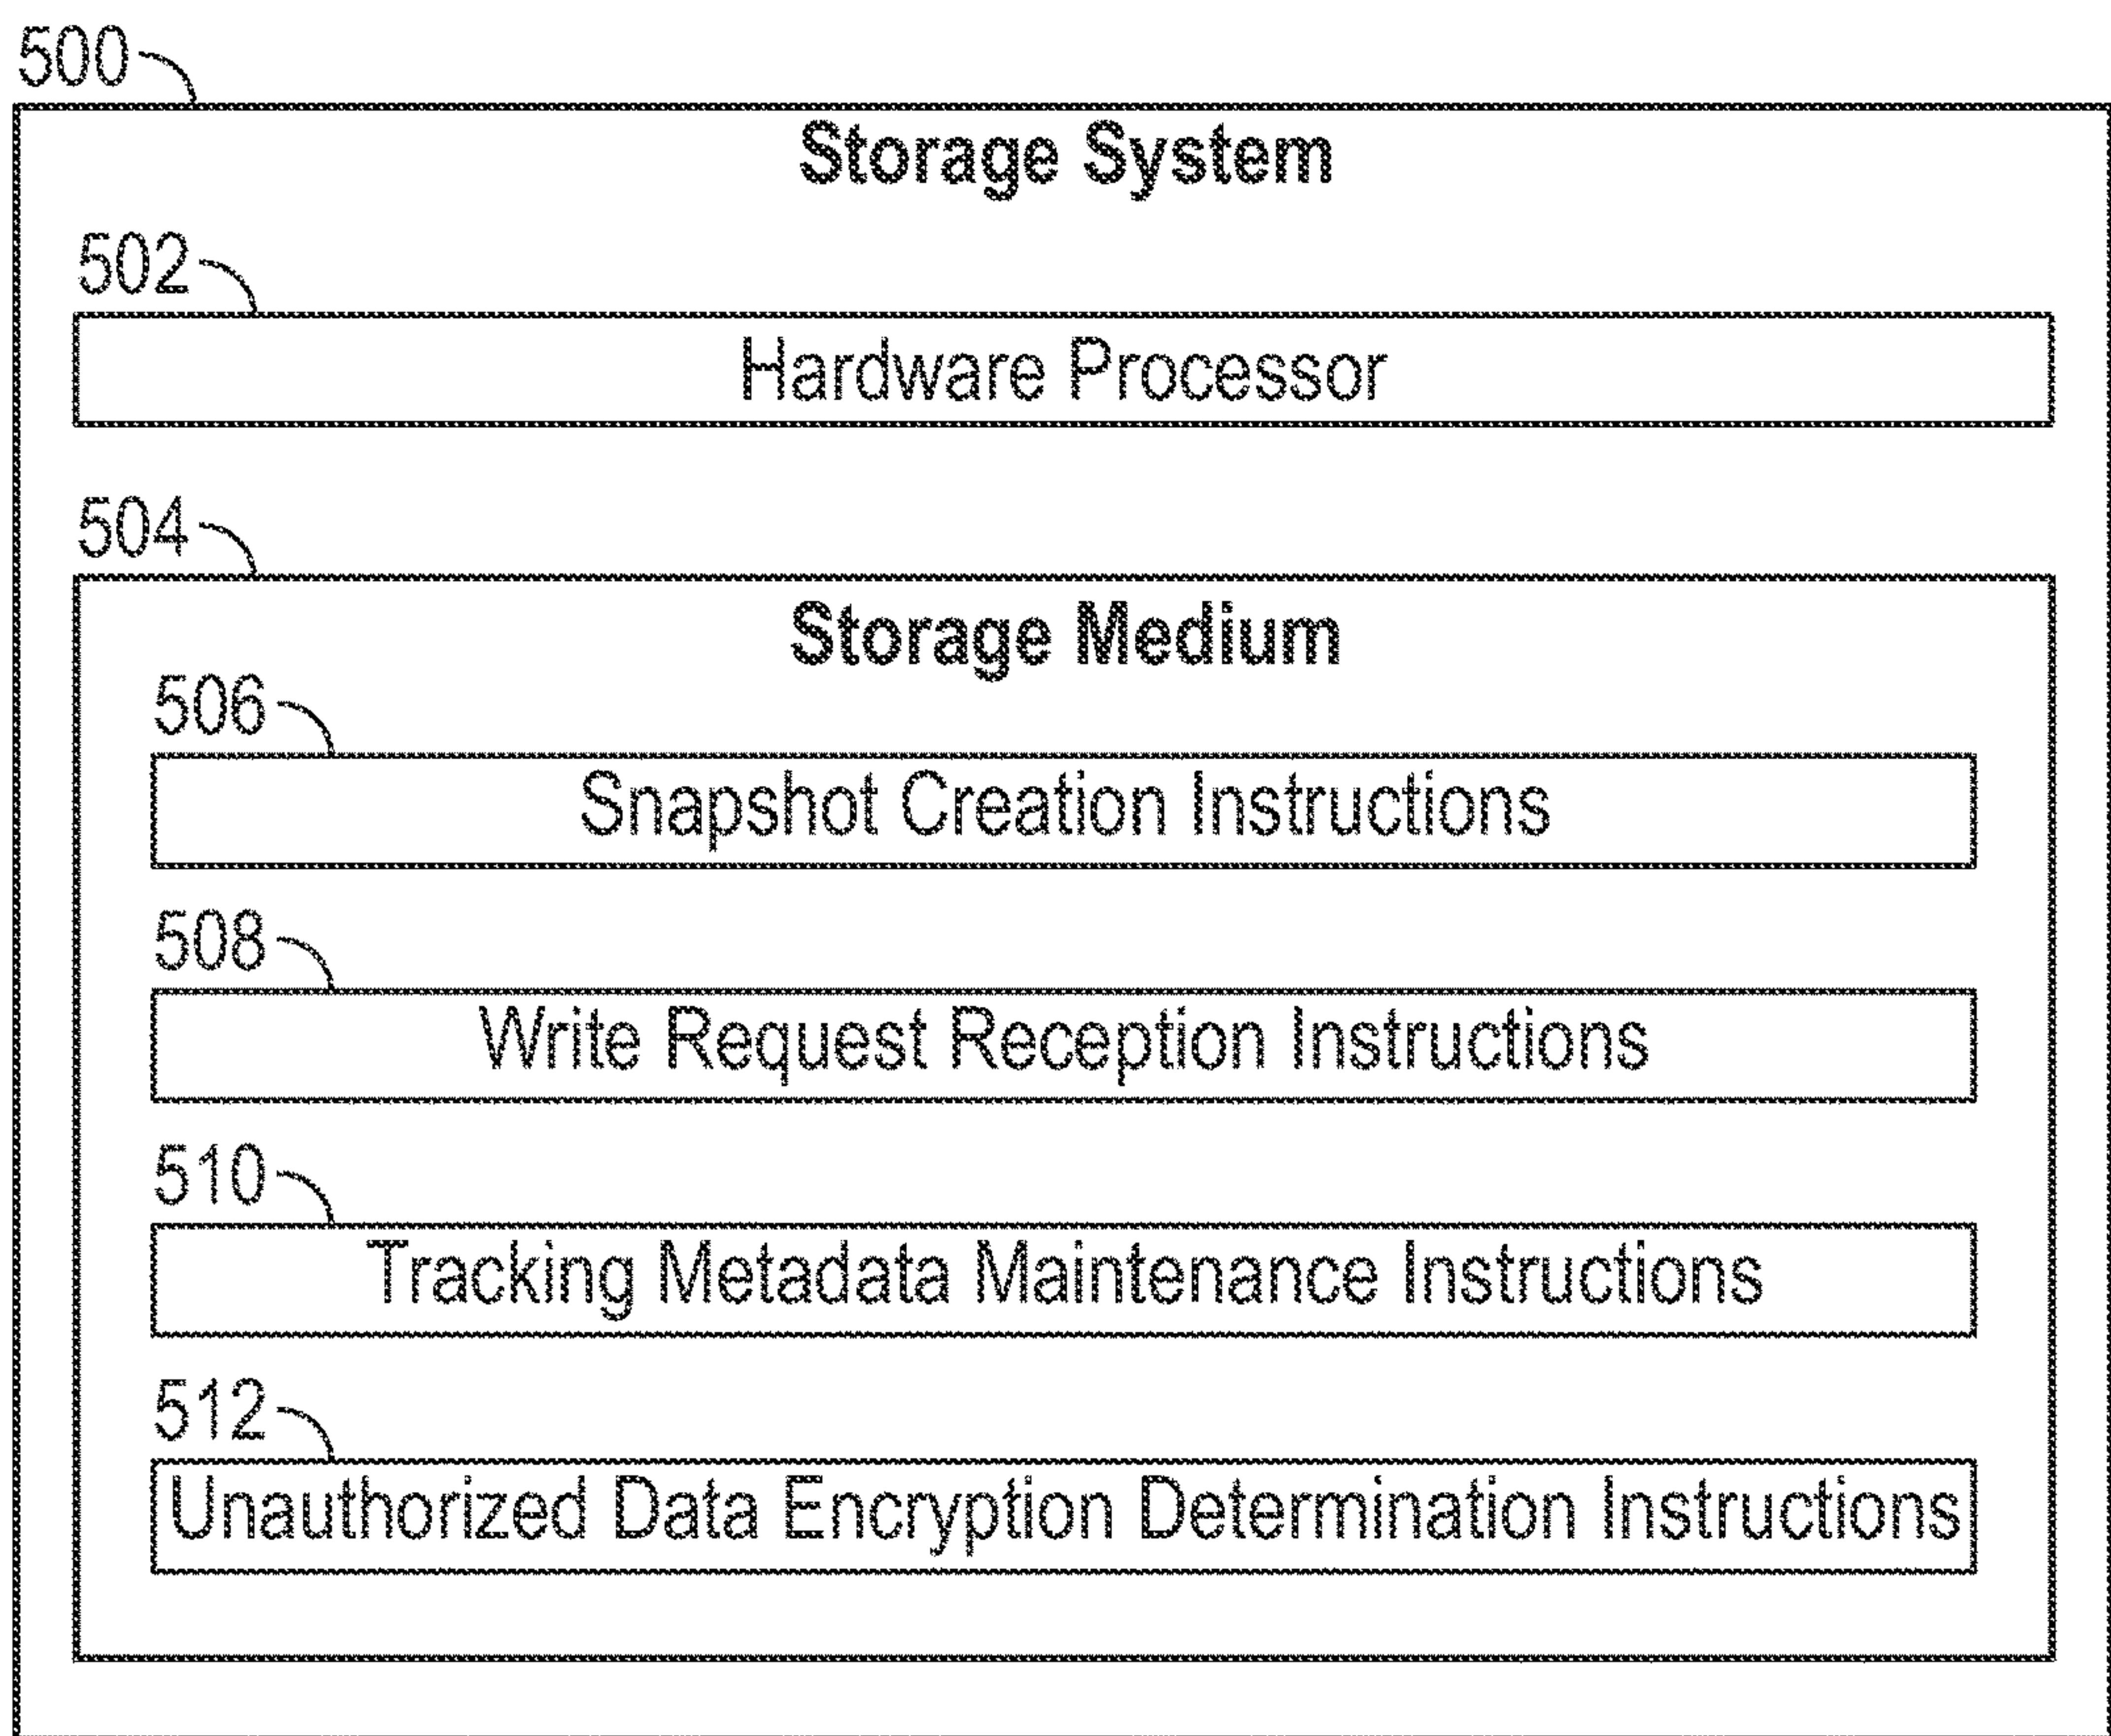 500
Storage System
502
Hardware Processor
504
Storage Medium
506
Snapshot Creation Instructions
508
Write Request Reception Instructions
510
Tracking Metadata Maintenance Instructions
512
Unauthorized Data Encryption Determination Instructions